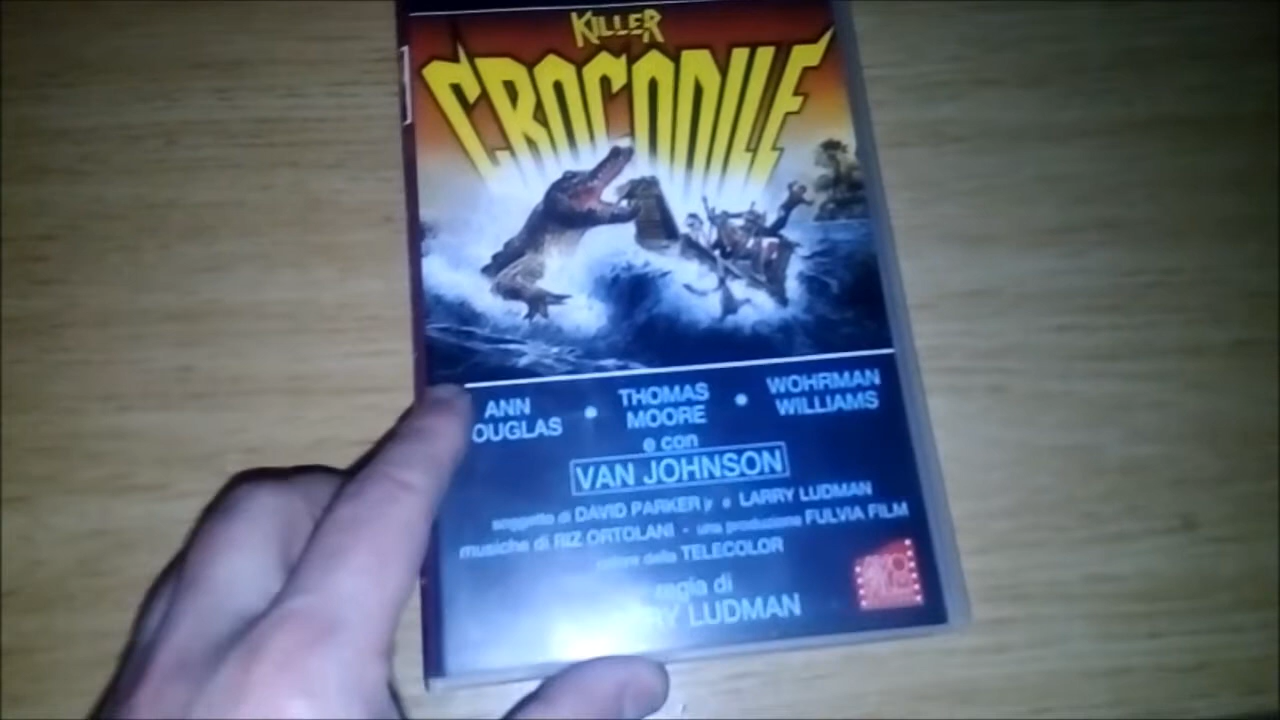 KILLER
CROCODILE
ANN OUGLAS • THOMAS MOORE • WOHRMAN WILLIAMS
e con
VAN JOHNSON
soggetto di DAVID PARKER jr e LARRY LUDMAN
musiche di RIZ ORTOLANI - una produzione FULVIA FILM
colore della TELECOLOR
regia di
RY LUDMAN